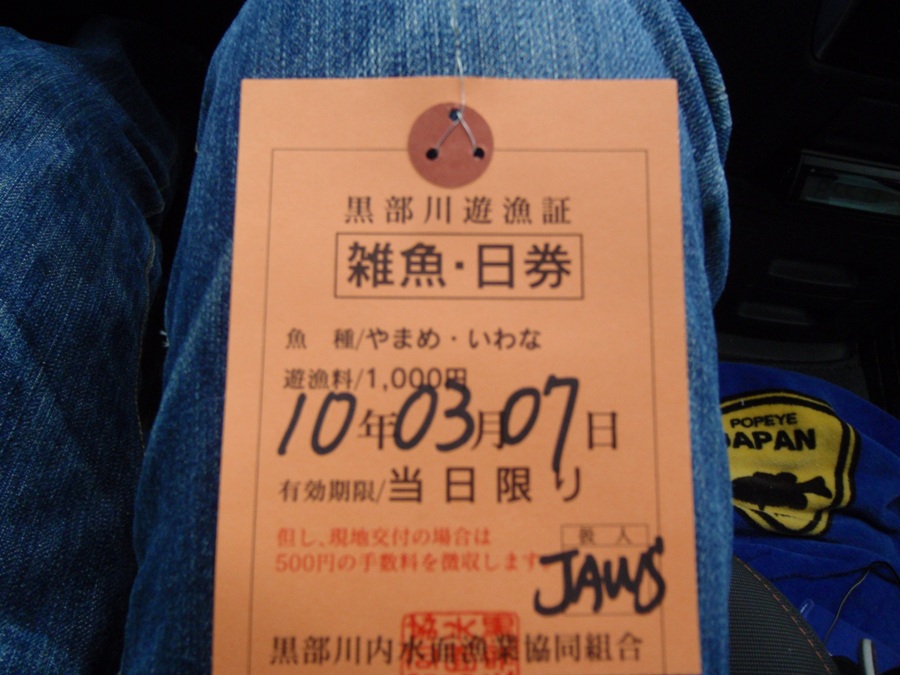 黒部川遊漁証
雑魚・日券
魚 種/やまめ・いわな
遊漁料/1,000円
10年03月07日
有効期限/当日限り
但し、現地交付の場合は
500円の手数料を徴収します
扱人
JAWS
黒部川内水面漁業協同組合
POPEYE
JAPAN